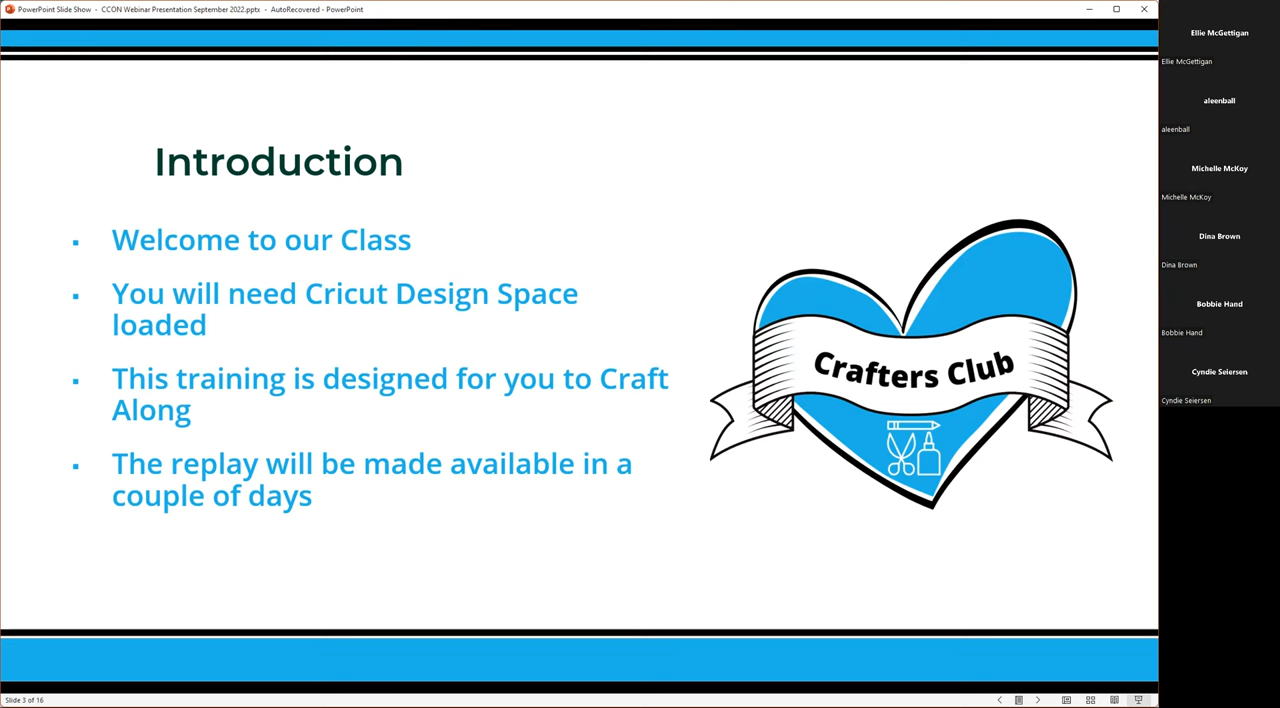 PowerPoint Slide Show - CCON Webinar Presentation September 2022.pptx - AutoRecovered - PowerPoint
Introduction
▪ Welcome to our Class
▪ You will need Cricut Design Space
loaded
▪ This training is designed for you to Craft
Along
▪ The replay will be made available in a
couple of days
Crafters Club
Slide 3 of 16
Ellie McGettigan
Ellie McGettigan
aleenball
aleenball
Michelle McKoy
Michelle McKoy
Dina Brown
Dina Brown
Bobbie Hand
Bobbie Hand
Cyndie Seiersen
Cyndie Seiersen